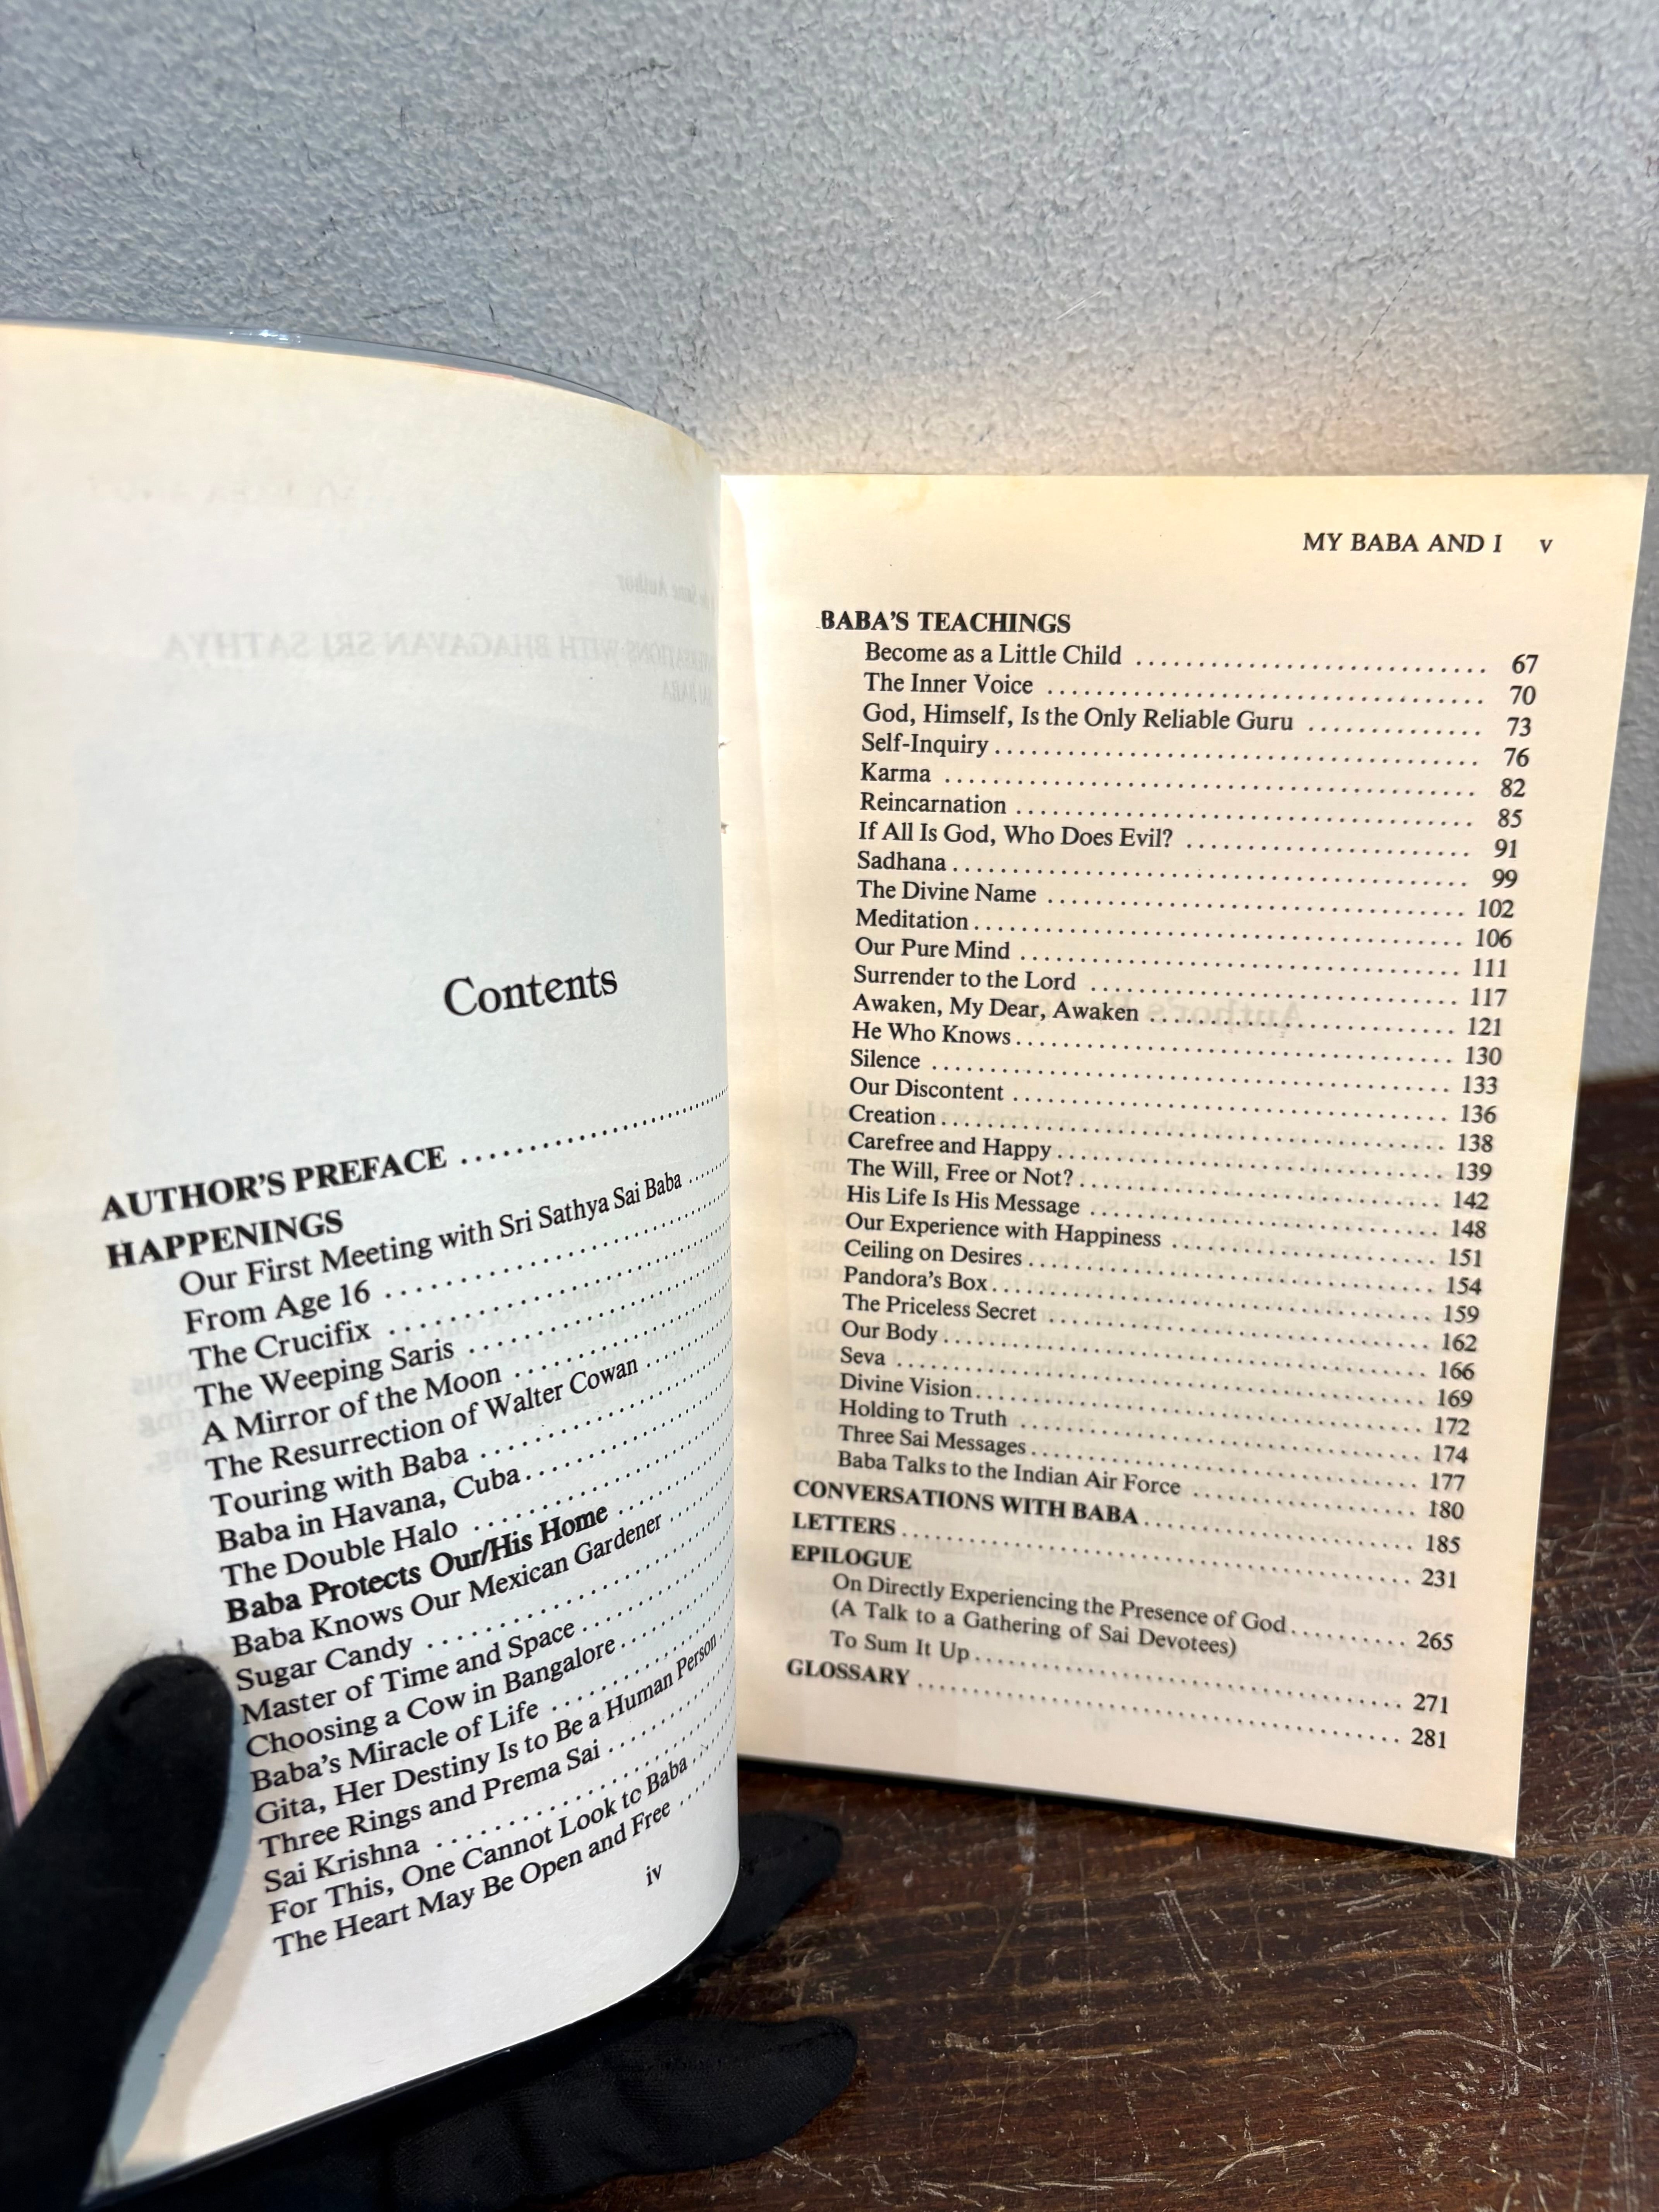 Contents
AUTHOR'S PREFACE ........................
HAPPENINGS
Our First Meeting with Sri Sathya Sai Baba ......
From Age 16 ..............................
The Crucifix ..............................
The Weeping Saris ........................
A Mirror of the Moon .....................
The Resurrection of Walter Cowan ..........
Touring with Baba ........................
Baba in Havana, Cuba .....................
The Double Halo .........................
Baba Protects Our/His Home ..............
Baba Knows Our Mexican Gardener .......
Sugar Candy .............................
Master of Time and Space ................
Choosing a Cow in Bangalore .............
Baba's Miracle of Life ...................
Gita, Her Destiny Is to Be a Human Person
Three Rings and Prema Sai ...............
Sai Krishna .............................
For This, One Cannot Look to Baba .....
The Heart May Be Open and Free ......
iv
MY BABA AND I v
BABA'S TEACHINGS
Become as a Little Child .............................. 67
The Inner Voice .............................. 70
God, Himself, Is the Only Reliable Guru .............. 73
Self-Inquiry .............................. 76
Karma .............................. 82
Reincarnation .............................. 85
If All Is God, Who Does Evil? .............................. 91
Sadhana .............................. 99
The Divine Name .............................. 102
Meditation .............................. 106
Our Pure Mind .............................. 111
Surrender to the Lord .............................. 117
Awaken, My Dear, Awaken .............................. 121
He Who Knows .............................. 130
Silence .............................. 133
Our Discontent .............................. 136
Creation .............................. 138
Carefree and Happy .............................. 139
The Will, Free or Not? .............................. 142
His Life Is His Message .............................. 148
Our Experience with Happiness .............................. 151
Ceiling on Desires .............................. 154
Pandora's Box .............................. 159
The Priceless Secret .............................. 162
Our Body .............................. 166
Seva .............................. 169
Divine Vision .............................. 172
Holding to Truth .............................. 174
Three Sai Messages .............................. 177
Baba Talks to the Indian Air Force .............................. 180
CONVERSATIONS WITH BABA .............................. 185
LETTERS .............................. 231
EPILOGUE
On Directly Experiencing the Presence of God .......... 265
(A Talk to a Gathering of Sai Devotees)
To Sum It Up .............................. 271
GLOSSARY .............................. 281